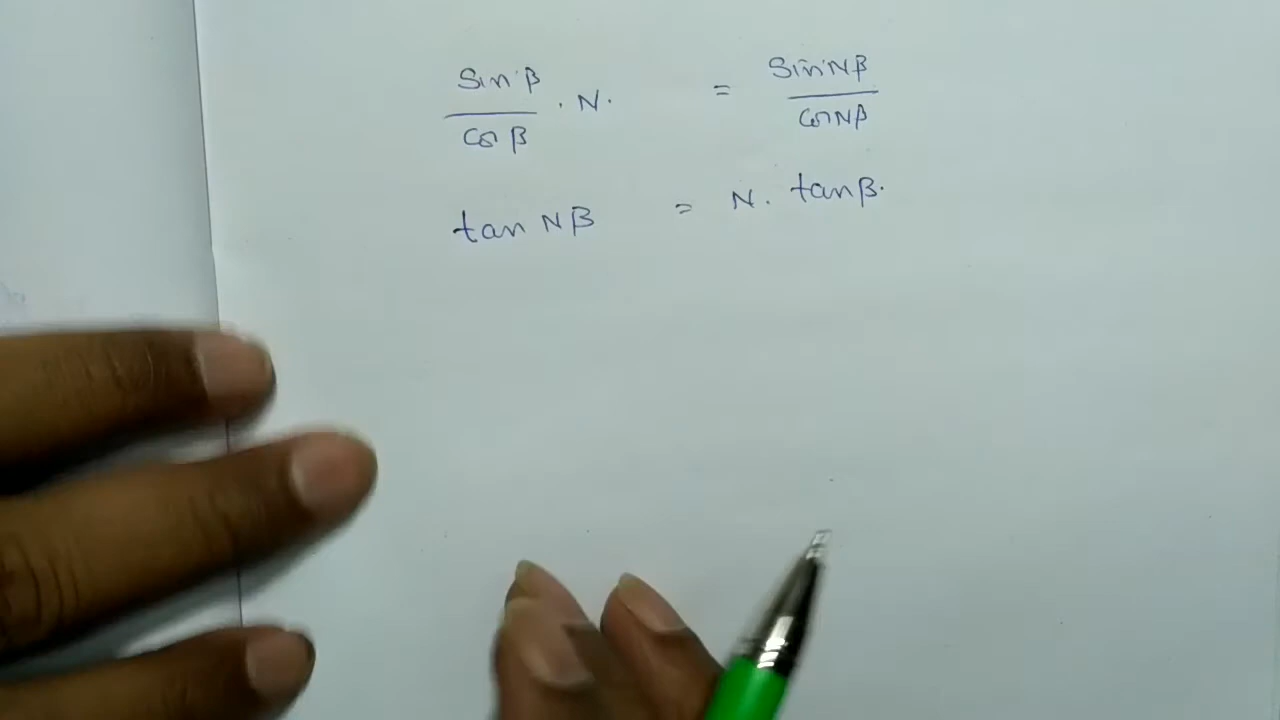 Sin β / cos β . N. = Sin Nβ / cos Nβ
tan Nβ = N. tan β.